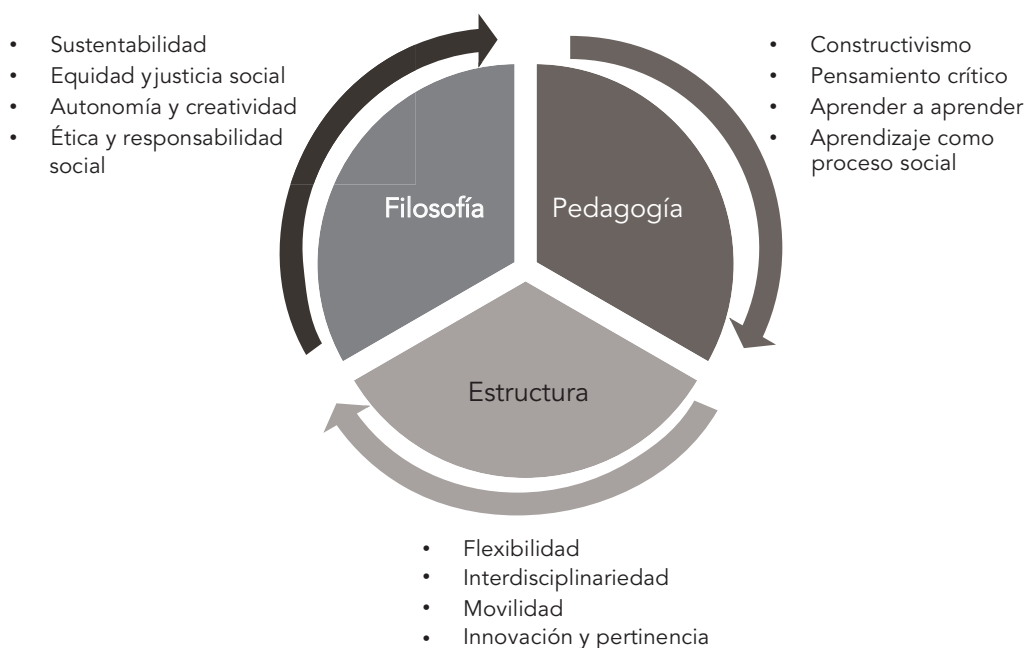 • Sustentabilidad
• Equidad y justicia social
• Autonomía y creatividad
• Ética y responsabilidad
social
• Constructivismo
• Pensamiento crítico
• Aprender a aprender
• Aprendizaje como
proceso social
Filosofía
Pedagogía
Estructura
• Flexibilidad
• Interdisciplinariedad
• Movilidad
• Innovación y pertinencia